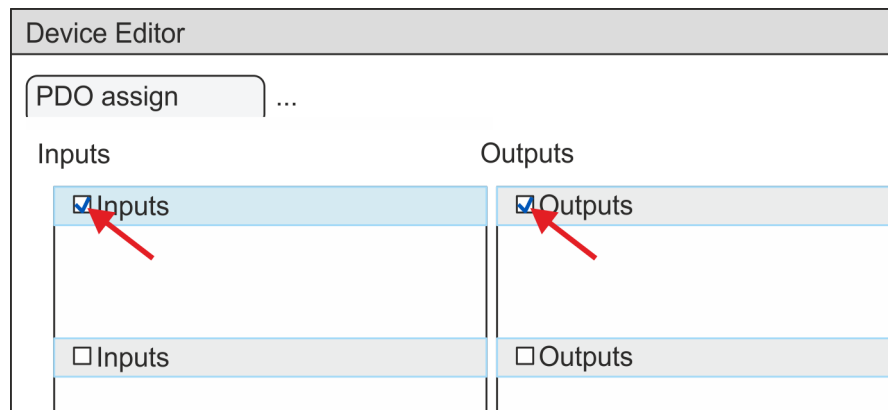 Device Editor
PDO assign ...
Inputs Outputs
Inputs Outputs
Inputs Outputs